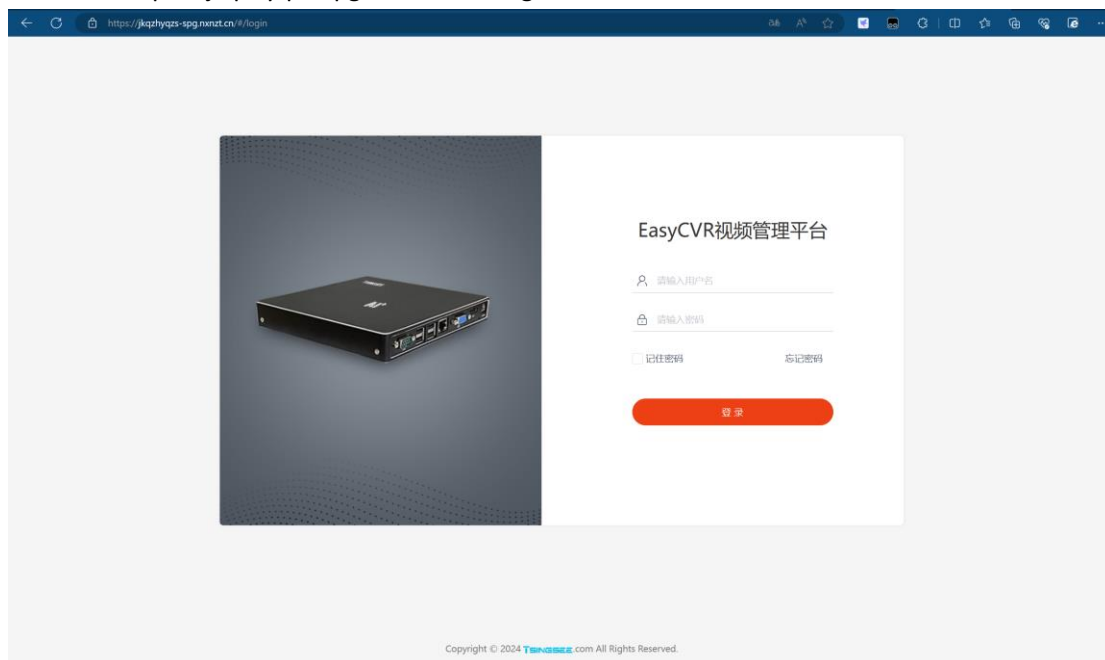 https://jkqzhyqzs-spg.nxnzt.cn/#/login
EasyCVR视频管理平台
请输入用户名
请输入密码
记住密码
忘记密码
登录
Copyright © 2024 TSINGSEE.com All Rights Reserved.